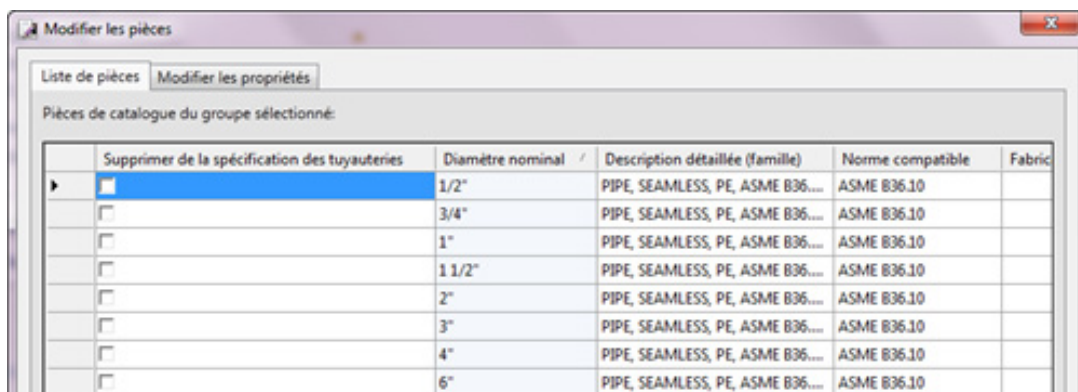 Modifier les pièces
Liste de pièces Modifier les propriétés
Pièces de catalogue du groupe sélectionné:
Supprimer de la spécification des tuyauteries Diamètre nominal Description détaillée (famille) Norme compatible Fabric
1/2" PIPE, SEAMLESS, PE, ASME B36.... ASME B36.10
3/4" PIPE, SEAMLESS, PE, ASME B36.... ASME B36.10
1" PIPE, SEAMLESS, PE, ASME B36.... ASME B36.10
1 1/2" PIPE, SEAMLESS, PE, ASME B36.... ASME B36.10
2" PIPE, SEAMLESS, PE, ASME B36.... ASME B36.10
3" PIPE, SEAMLESS, PE, ASME B36.... ASME B36.10
4" PIPE, SEAMLESS, PE, ASME B36.... ASME B36.10
6" PIPE, SEAMLESS, PE, ASME B36.... ASME B36.10